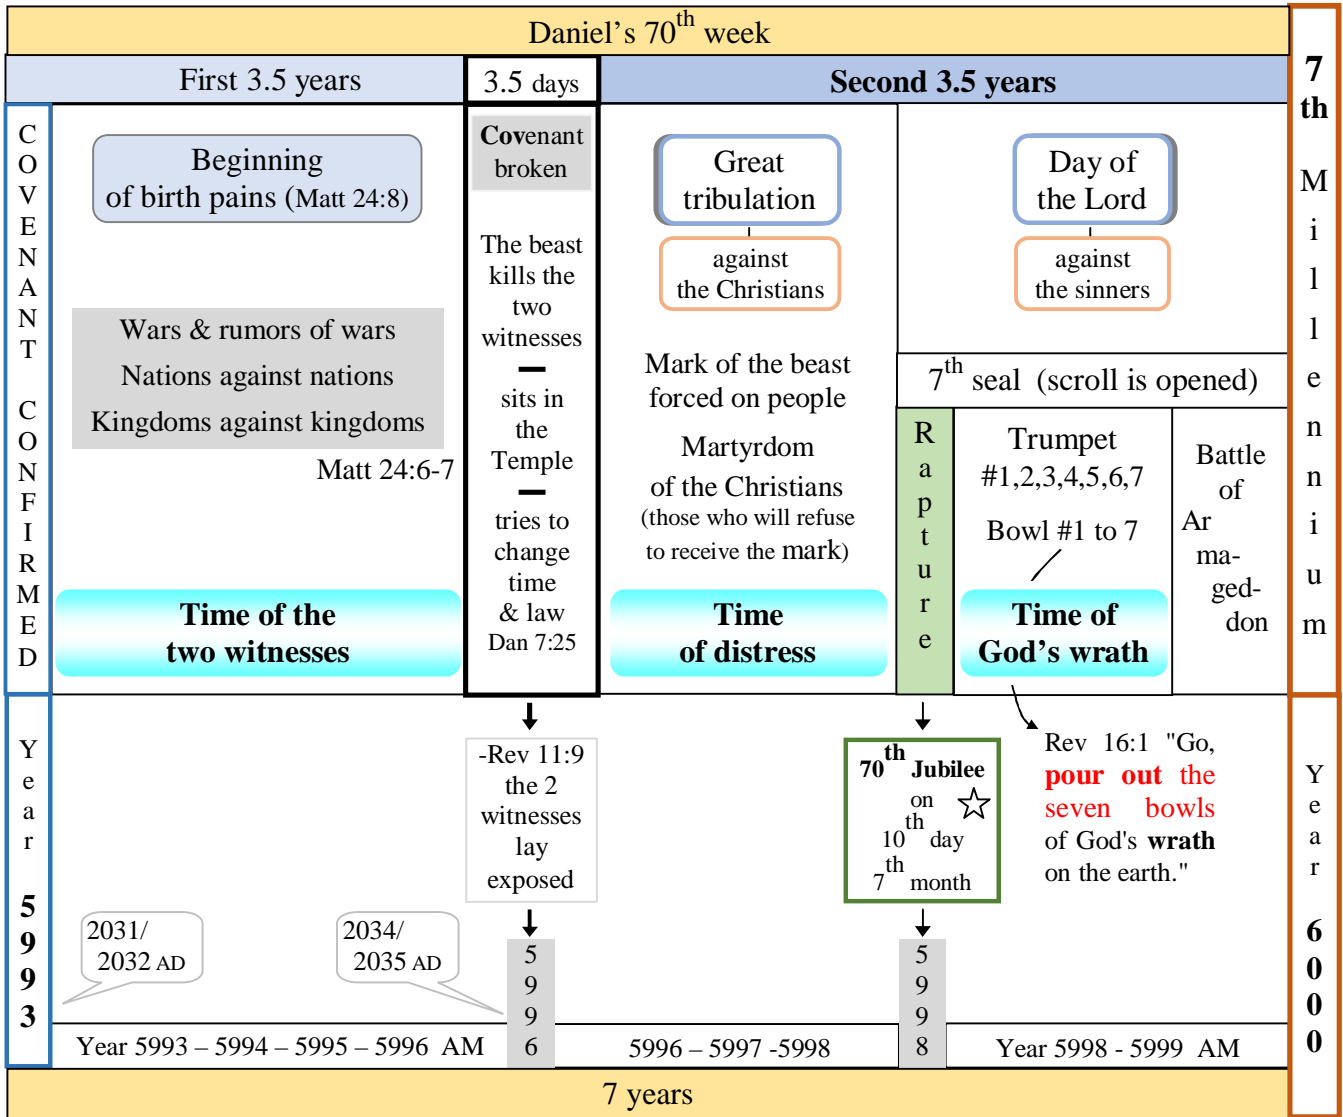 Daniel's 70th week
First 3.5 years
3.5 days
Second 3.5 years
7th Millennium
COVENANT CONFIRMED
Beginning
of birth pains (Matt 24:8)
Wars & rumors of wars
Nations against nations
Kingdoms against kingdoms
Matt 24:6-7
Time of the
two witnesses
Covenant
broken
The beast
kills the
two
witnesses
—
sits in
the
Temple
—
tries to
change
time
& law
Dan 7:25
Great
tribulation
against
the Christians
Mark of the beast
forced on people
Martyrdom
of the Christians
(those who will refuse
to receive the mark)
Time
of distress
Day of
the Lord
against
the sinners
7th seal (scroll is opened)
Rapture
Trumpet
#1,2,3,4,5,6,7
Bowl #1 to 7
Time of
God's wrath
Battle
of
Ar
ma-
ged-
don
Year 5993
2031/
2032 AD
2034/
2035 AD
-Rev 11:9
the 2
witnesses
lay
exposed
5996
70th Jubilee
on
10th day
7th month
5998
Rev 16:1 "Go,
pour out the
seven bowls
of God's wrath
on the earth."
Year 6000
Year 5993 – 5994 – 5995 – 5996 AM
5996 – 5997 -5998
Year 5998 - 5999 AM
7 years